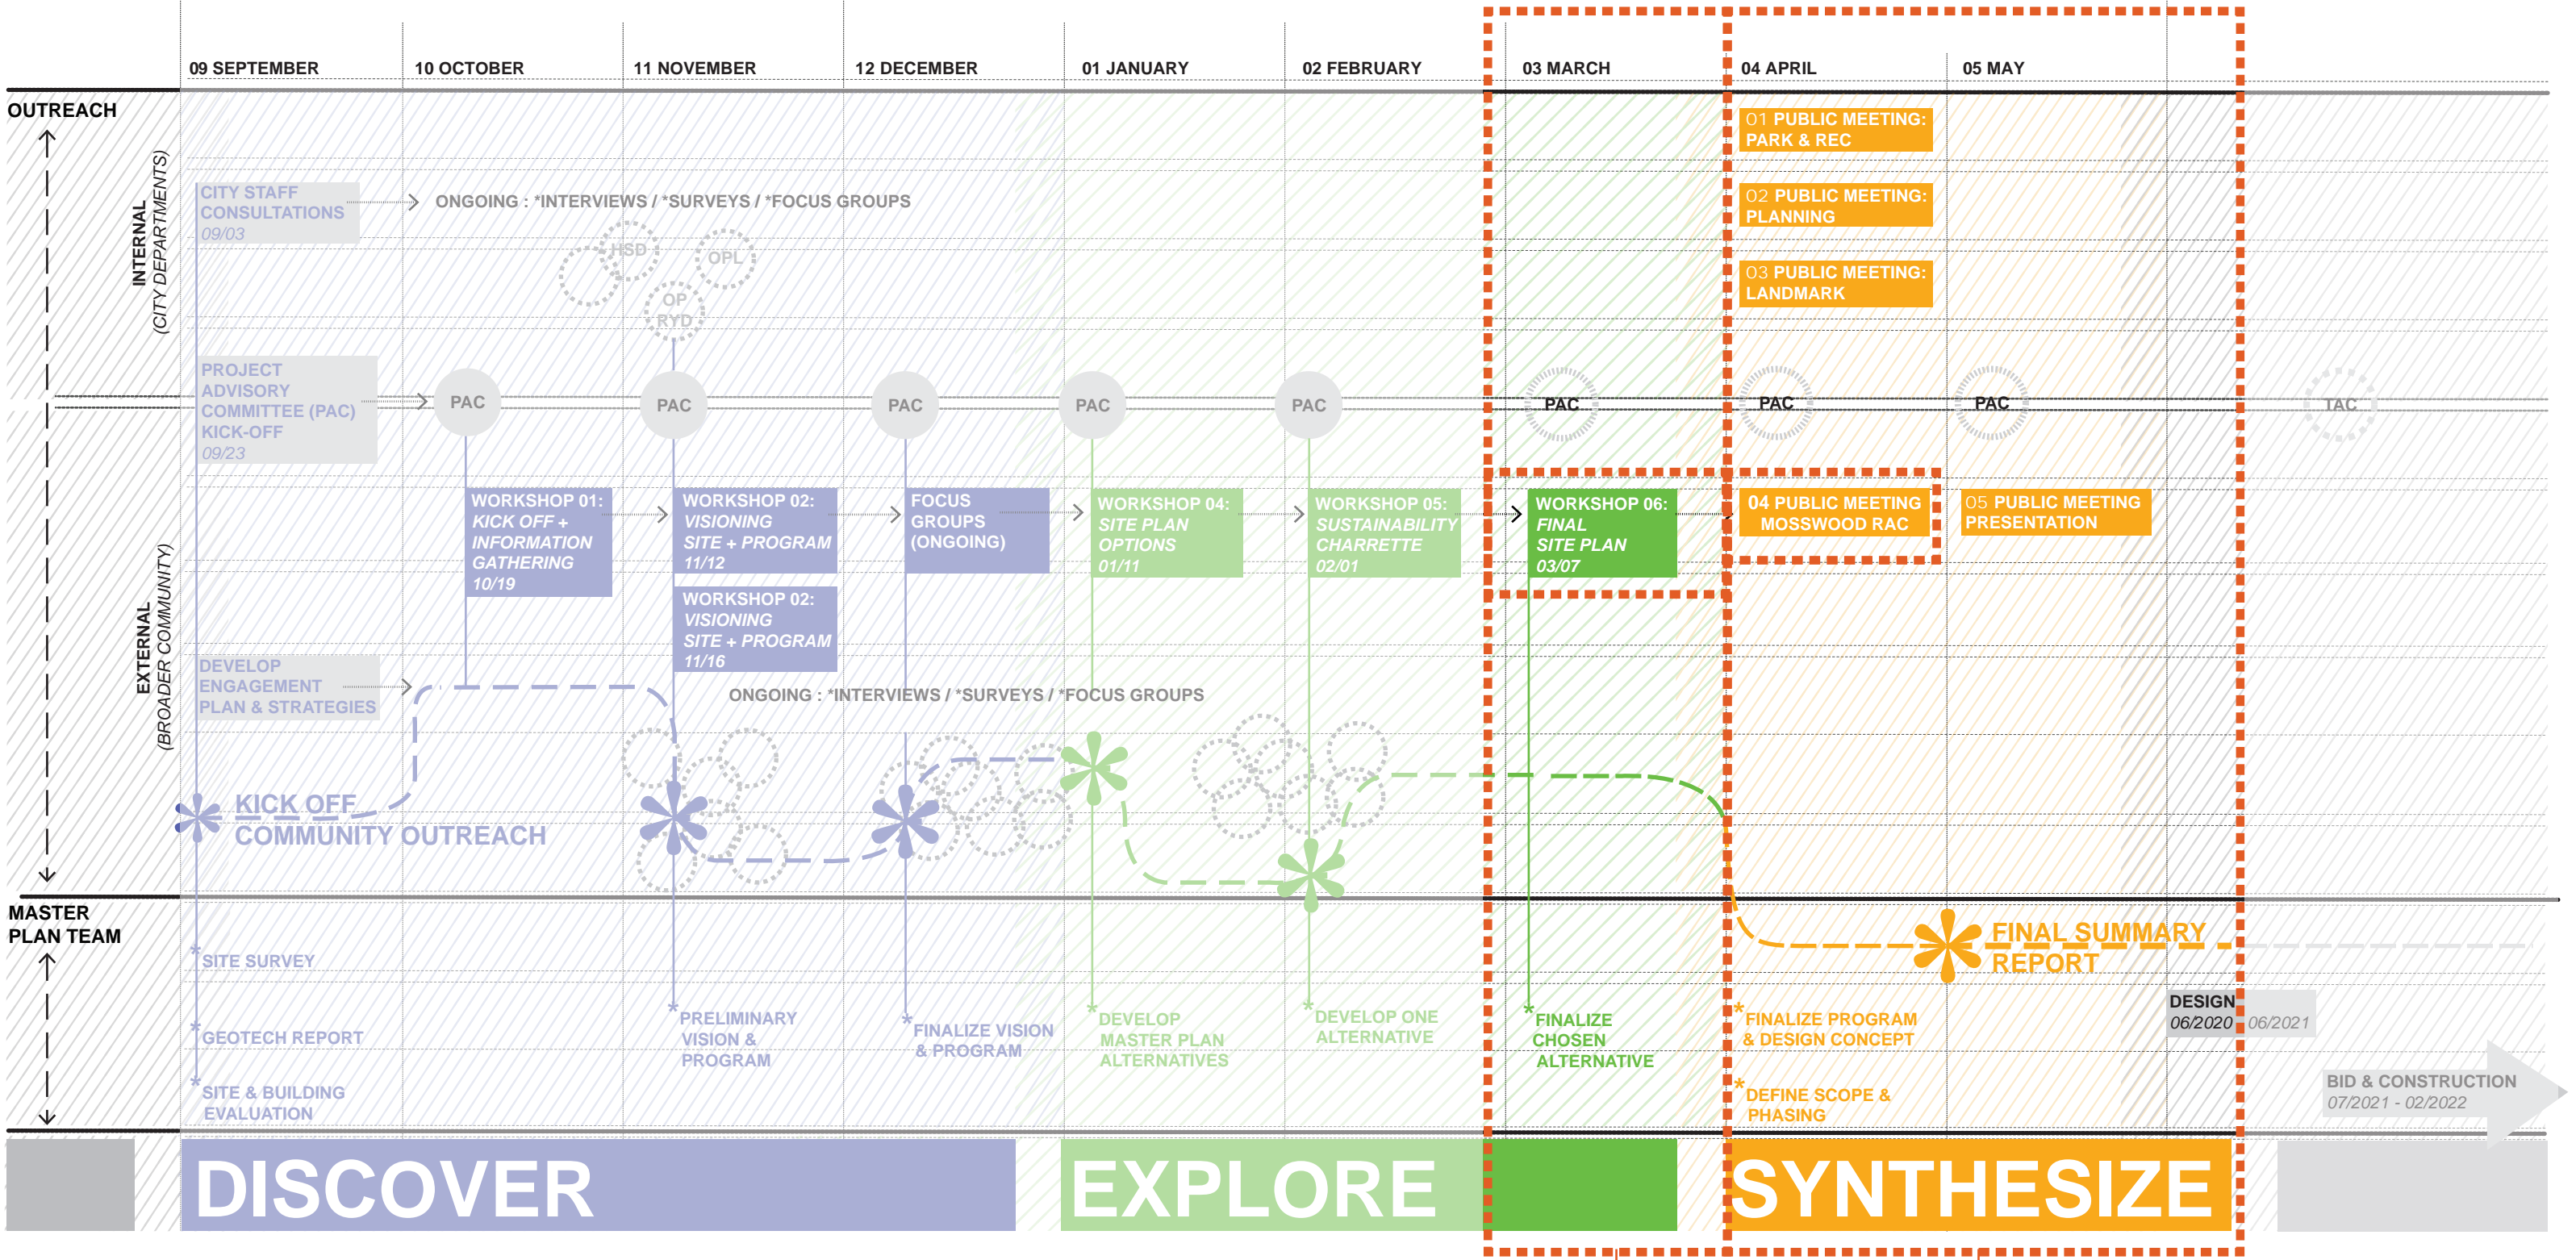 09 SEPTEMBER
10 OCTOBER
11 NOVEMBER
12 DECEMBER
01 JANUARY
02 FEBRUARY
03 MARCH
04 APRIL
05 MAY
OUTREACH
INTERNAL
(CITY DEPARTMENTS)
EXTERNAL
(BROADER COMMUNITY)
CITY STAFF
CONSULTATIONS
09/03
ONGOING : *INTERVIEWS / *SURVEYS / *FOCUS GROUPS
HSD
OPL
OP
RYD
01 PUBLIC MEETING:
PARK & REC
02 PUBLIC MEETING:
PLANNING
03 PUBLIC MEETING:
LANDMARK
PROJECT
ADVISORY
COMMITTEE (PAC)
KICK-OFF
09/23
PAC
PAC
PAC
PAC
PAC
PAC
PAC
PAC
TAC
WORKSHOP 01:
KICK OFF +
INFORMATION
GATHERING
10/19
WORKSHOP 02:
VISIONING
SITE + PROGRAM
11/12
WORKSHOP 02:
VISIONING
SITE + PROGRAM
11/16
FOCUS
GROUPS
(ONGOING)
WORKSHOP 04:
SITE PLAN
OPTIONS
01/11
WORKSHOP 05:
SUSTAINABILITY
CHARRETTE
02/01
WORKSHOP 06:
FINAL
SITE PLAN
03/07
04 PUBLIC MEETING
MOSSWOOD RAC
05 PUBLIC MEETING
PRESENTATION
DEVELOP
ENGAGEMENT
PLAN & STRATEGIES
ONGOING : *INTERVIEWS / *SURVEYS / *FOCUS GROUPS
KICK OFF
COMMUNITY OUTREACH
MASTER
PLAN TEAM
*SITE SURVEY
*GEOTECH REPORT
*SITE & BUILDING
EVALUATION
*PRELIMINARY
VISION &
PROGRAM
*FINALIZE VISION
& PROGRAM
*DEVELOP
MASTER PLAN
ALTERNATIVES
*DEVELOP ONE
ALTERNATIVE
*FINALIZE
CHOSEN
ALTERNATIVE
FINAL SUMMARY
REPORT
*FINALIZE PROGRAM
& DESIGN CONCEPT
*DEFINE SCOPE &
PHASING
DESIGN
06/2020 06/2021
BID & CONSTRUCTION
07/2021 - 02/2022
DISCOVER
EXPLORE
SYNTHESIZE